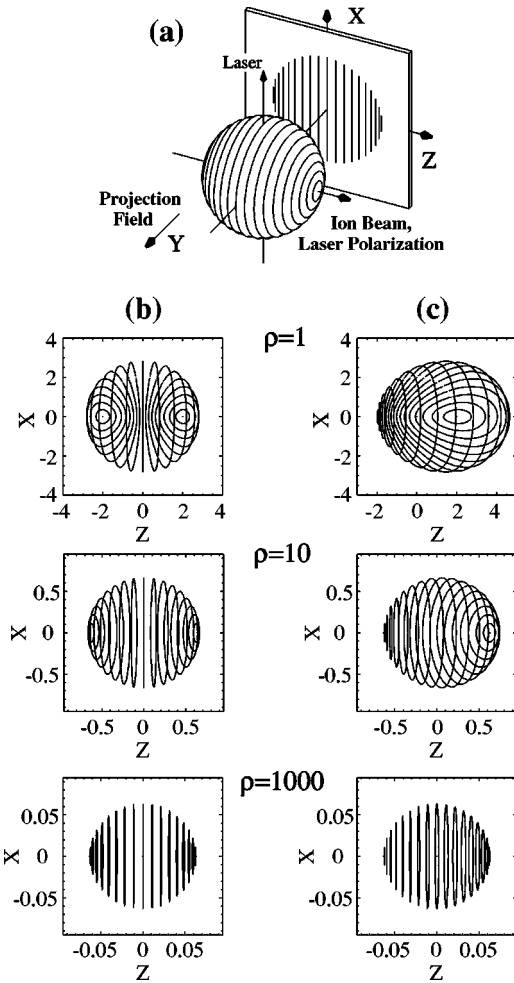 (a)
X
Laser
Z
Projection
Field
Y
Ion Beam,
Laser Polarization
(b)
(c)
ρ=1
4
2
0
-2
-4
X
-4 -2 0 2 4
Z
4
2
0
-2
-4
X
-2 0 2 4
Z
ρ=10
0.5
0
-0.5
X
-0.5 0 0.5
Z
0.5
0
-0.5
X
-0.5 0 0.5
Z
ρ=1000
0.05
0
-0.05
X
-0.05 0 0.05
Z
0.05
0
-0.05
X
-0.05 0 0.05
Z